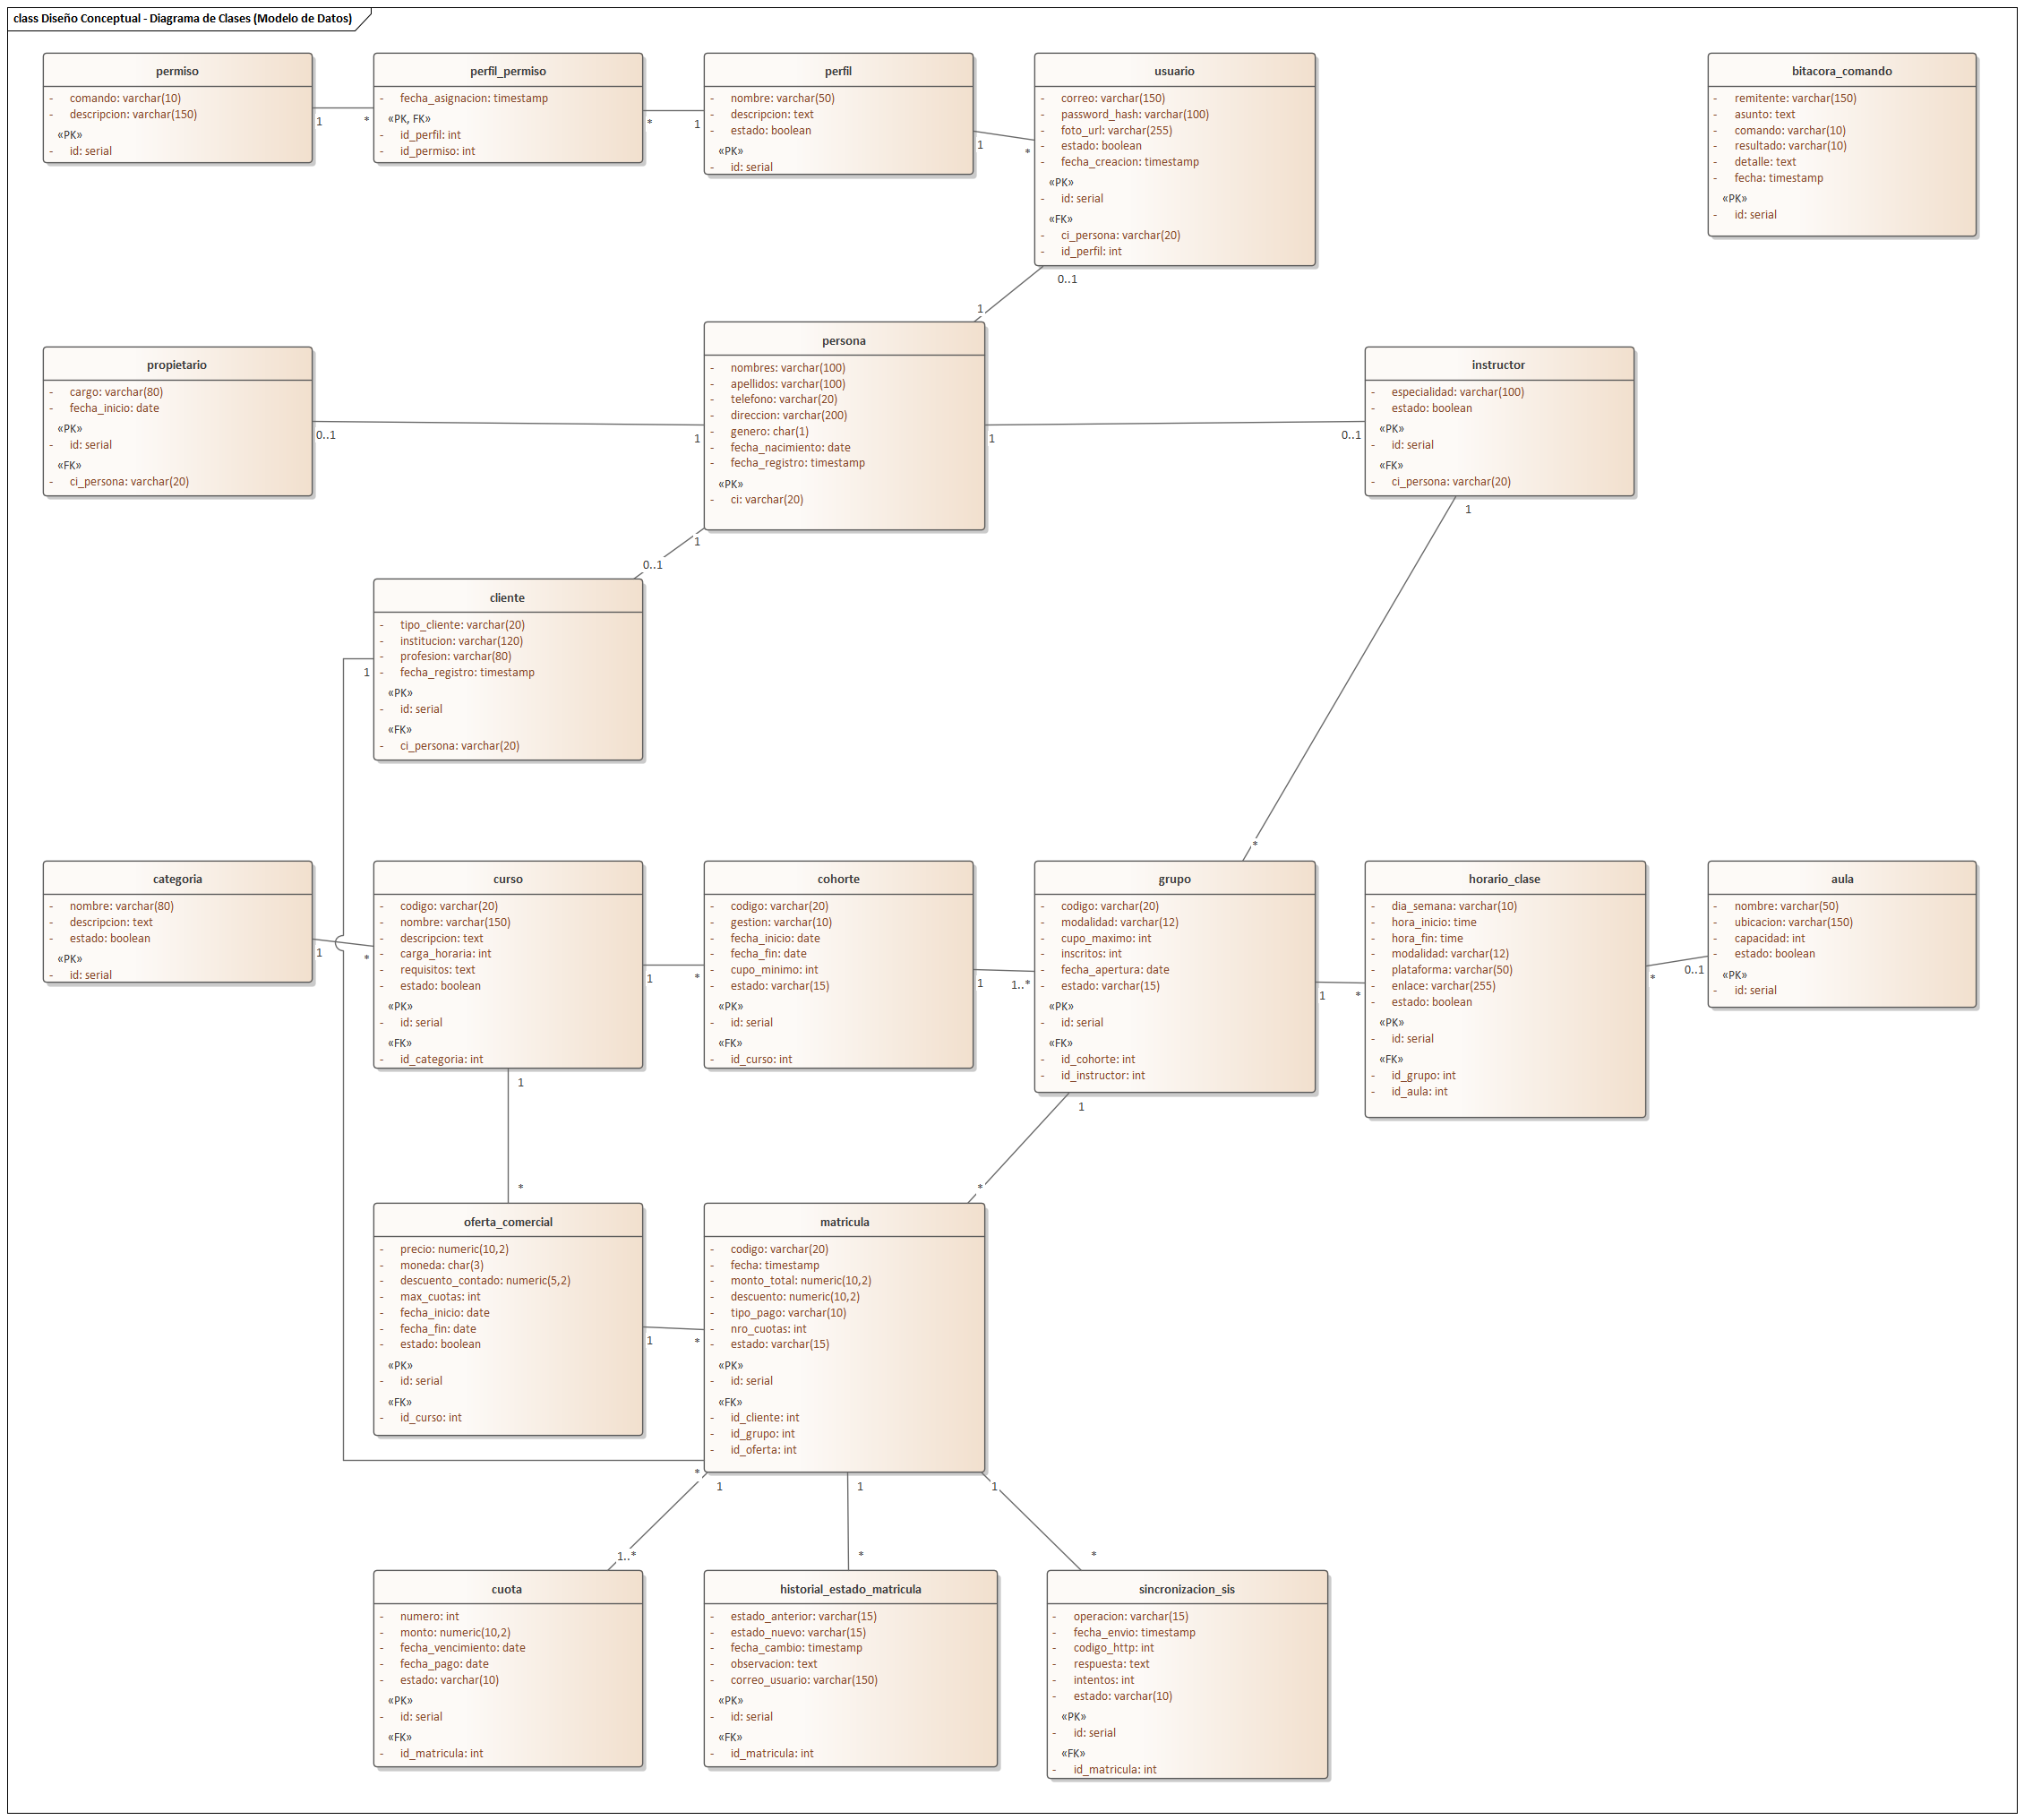 class Diseño Conceptual - Diagrama de Clases (Modelo de Datos)
permiso
- comando: varchar(10)
- descripcion: varchar(150)
«PK»
- id: serial
1
*
perfil_permiso
- fecha_asignacion: timestamp
«PK, FK»
- id_perfil: int
- id_permiso: int
*
1
perfil
- nombre: varchar(50)
- descripcion: text
- estado: boolean
«PK»
- id: serial
1
*
usuario
- correo: varchar(150)
- password_hash: varchar(100)
- foto_url: varchar(255)
- estado: boolean
- fecha_creacion: timestamp
«PK»
- id: serial
«FK»
- ci_persona: varchar(20)
- id_perfil: int
0..1
1
bitacora_comando
- remitente: varchar(150)
- asunto: text
- comando: varchar(10)
- resultado: varchar(10)
- detalle: text
- fecha: timestamp
«PK»
- id: serial
propietario
- cargo: varchar(80)
- fecha_inicio: date
«PK»
- id: serial
«FK»
- ci_persona: varchar(20)
0..1
1
persona
- nombres: varchar(100)
- apellidos: varchar(100)
- telefono: varchar(20)
- direccion: varchar(200)
- genero: char(1)
- fecha_nacimiento: date
- fecha_registro: timestamp
«PK»
- ci: varchar(20)
1
0..1
instructor
- especialidad: varchar(100)
- estado: boolean
«PK»
- id: serial
«FK»
- ci_persona: varchar(20)
1
*
1
0..1
cliente
- tipo_cliente: varchar(20)
- institucion: varchar(120)
- profesion: varchar(80)
- fecha_registro: timestamp
«PK»
- id: serial
«FK»
- ci_persona: varchar(20)
1
categoria
- nombre: varchar(80)
- descripcion: text
- estado: boolean
«PK»
- id: serial
1
*
curso
- codigo: varchar(20)
- nombre: varchar(150)
- descripcion: text
- carga_horaria: int
- requisitos: text
- estado: boolean
«PK»
- id: serial
«FK»
- id_categoria: int
1
*
cohorte
- codigo: varchar(20)
- gestion: varchar(10)
- fecha_inicio: date
- fecha_fin: date
- cupo_minimo: int
- estado: varchar(15)
«PK»
- id: serial
«FK»
- id_curso: int
1
1..*
grupo
- codigo: varchar(20)
- modalidad: varchar(12)
- cupo_maximo: int
- inscritos: int
- fecha_apertura: date
- estado: varchar(15)
«PK»
- id: serial
«FK»
- id_cohorte: int
- id_instructor: int
1
*
horario_clase
- dia_semana: varchar(10)
- hora_inicio: time
- hora_fin: time
- modalidad: varchar(12)
- plataforma: varchar(50)
- enlace: varchar(255)
- estado: boolean
«PK»
- id: serial
«FK»
- id_grupo: int
- id_aula: int
*
0..1
aula
- nombre: varchar(50)
- ubicacion: varchar(150)
- capacidad: int
- estado: boolean
«PK»
- id: serial
1
*
1
*
oferta_comercial
- precio: numeric(10,2)
- moneda: char(3)
- descuento_contado: numeric(5,2)
- max_cuotas: int
- fecha_inicio: date
- fecha_fin: date
- estado: boolean
«PK»
- id: serial
«FK»
- id_curso: int
1
*
matricula
- codigo: varchar(20)
- fecha: timestamp
- monto_total: numeric(10,2)
- descuento: numeric(10,2)
- tipo_pago: varchar(10)
- nro_cuotas: int
- estado: varchar(15)
«PK»
- id: serial
«FK»
- id_cliente: int
- id_grupo: int
- id_oferta: int
*
1
1
1
1..*
*
*
cuota
- numero: int
- monto: numeric(10,2)
- fecha_vencimiento: date
- fecha_pago: date
- estado: varchar(10)
«PK»
- id: serial
«FK»
- id_matricula: int
historial_estado_matricula
- estado_anterior: varchar(15)
- estado_nuevo: varchar(15)
- fecha_cambio: timestamp
- observacion: text
- correo_usuario: varchar(150)
«PK»
- id: serial
«FK»
- id_matricula: int
sincronizacion_sis
- operacion: varchar(15)
- fecha_envio: timestamp
- codigo_http: int
- respuesta: text
- intentos: int
- estado: varchar(10)
«PK»
- id: serial
«FK»
- id_matricula: int